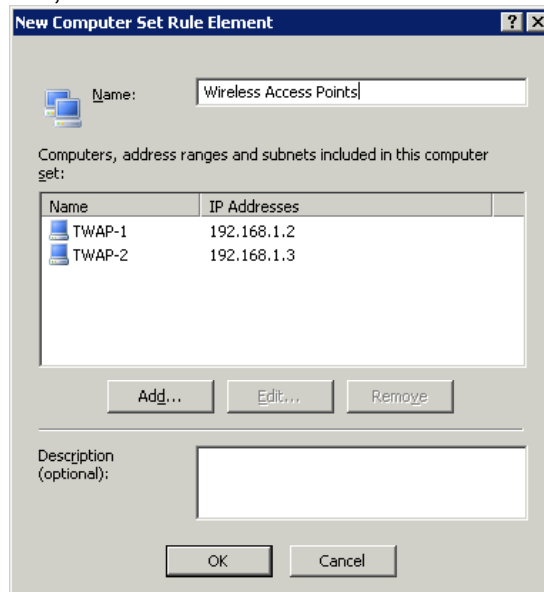 New Computer Set Rule Element
Name: Wireless Access Points
Computers, address ranges and subnets included in this computer
set:
Name IP Addresses
TWAP-1 192.168.1.2
TWAP-2 192.168.1.3
Add... Edit... Remove
Description
(optional):
OK Cancel